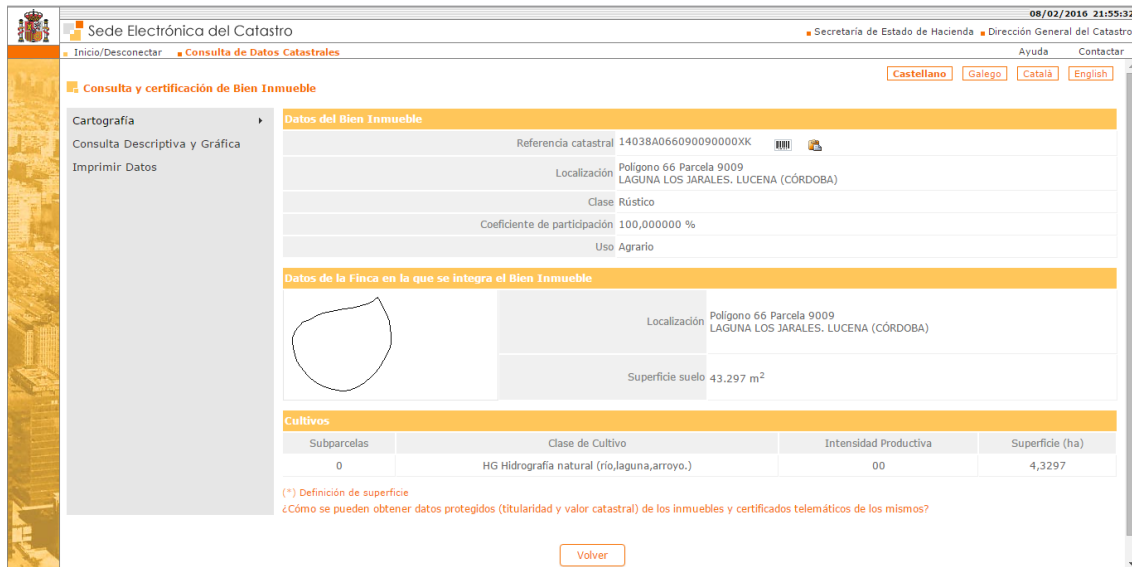 08/02/2016 21:55:32
Sede Electrónica del Catastro
Secretaría de Estado de Hacienda Dirección General del Catastro
Inicio/Desconectar Consulta de Datos Catastrales Ayuda Contactar
Castellano Galego Català English
Consulta y certificación de Bien Inmueble
Cartografía
Consulta Descriptiva y Gráfica
Imprimir Datos
Datos del Bien Inmueble
Referencia catastral 14038A066090090000XK
Localización Polígono 66 Parcela 9009
LAGUNA LOS JARALES. LUCENA (CÓRDOBA)
Clase Rústico
Coeficiente de participación 100,000000 %
Uso Agrario
Datos de la Finca en la que se integra el Bien Inmueble
Localización Polígono 66 Parcela 9009
LAGUNA LOS JARALES. LUCENA (CÓRDOBA)
Superficie suelo 43.297 m²
Cultivos
Subparcelas Clase de Cultivo Intensidad Productiva Superficie (ha)
0 HG Hidrografía natural (río,laguna,arroyo.) 00 4,3297
(*) Definición de superficie
¿Cómo se pueden obtener datos protegidos (titularidad y valor catastral) de los inmuebles y certificados telemáticos de los mismos?
Volver